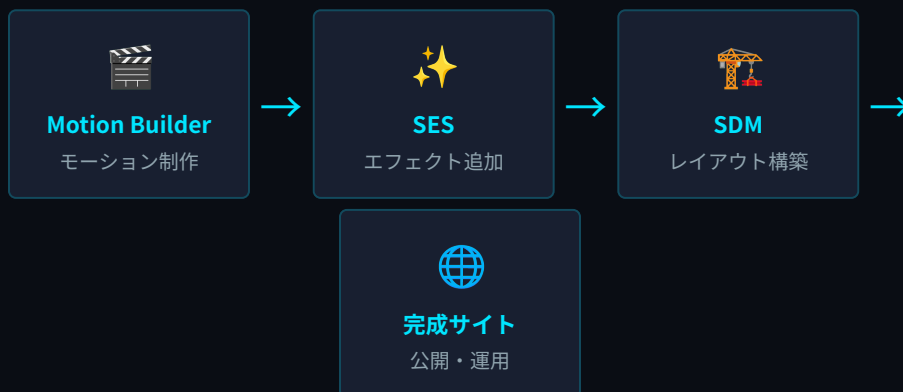 Motion Builder
モーション制作
SES
エフェクト追加
SDM
レイアウト構築
完成サイト
公開・運用